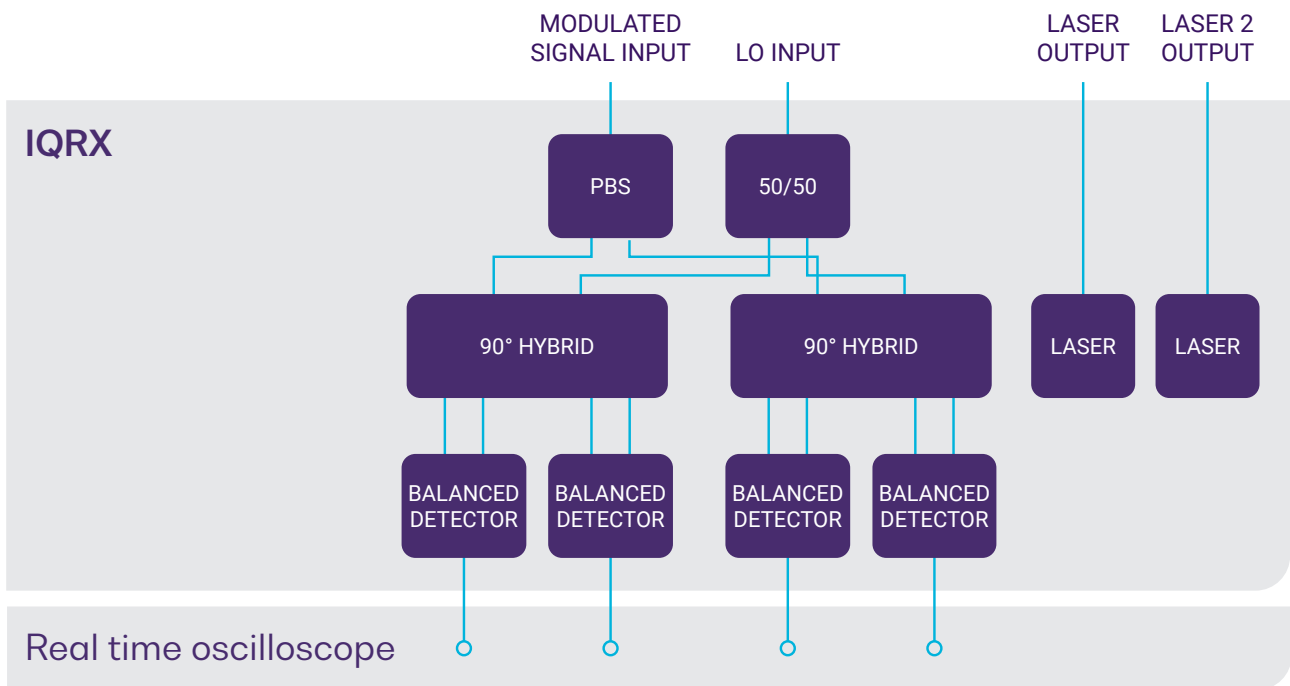 MODULATED
SIGNAL INPUT
LO INPUT
LASER
OUTPUT
LASER 2
OUTPUT
IQRX
PBS
50/50
90° HYBRID
90° HYBRID
LASER
LASER
BALANCED
DETECTOR
BALANCED
DETECTOR
BALANCED
DETECTOR
BALANCED
DETECTOR
Real time oscilloscope